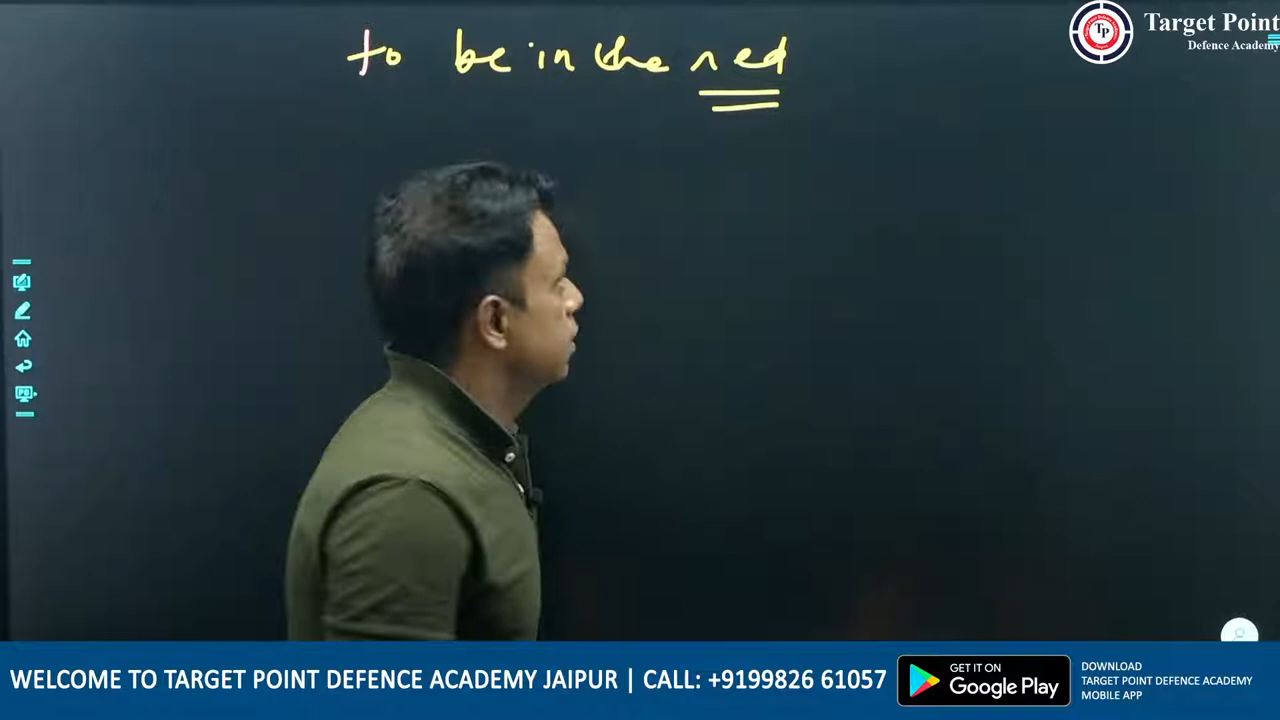 to be in the red
Target Point
Defence Academy
WELCOME TO TARGET POINT DEFENCE ACADEMY JAIPUR | CALL: +9199826 61057
GET IT ON
Google Play
DOWNLOAD
TARGET POINT DEFENCE ACADEMY
MOBILE APP